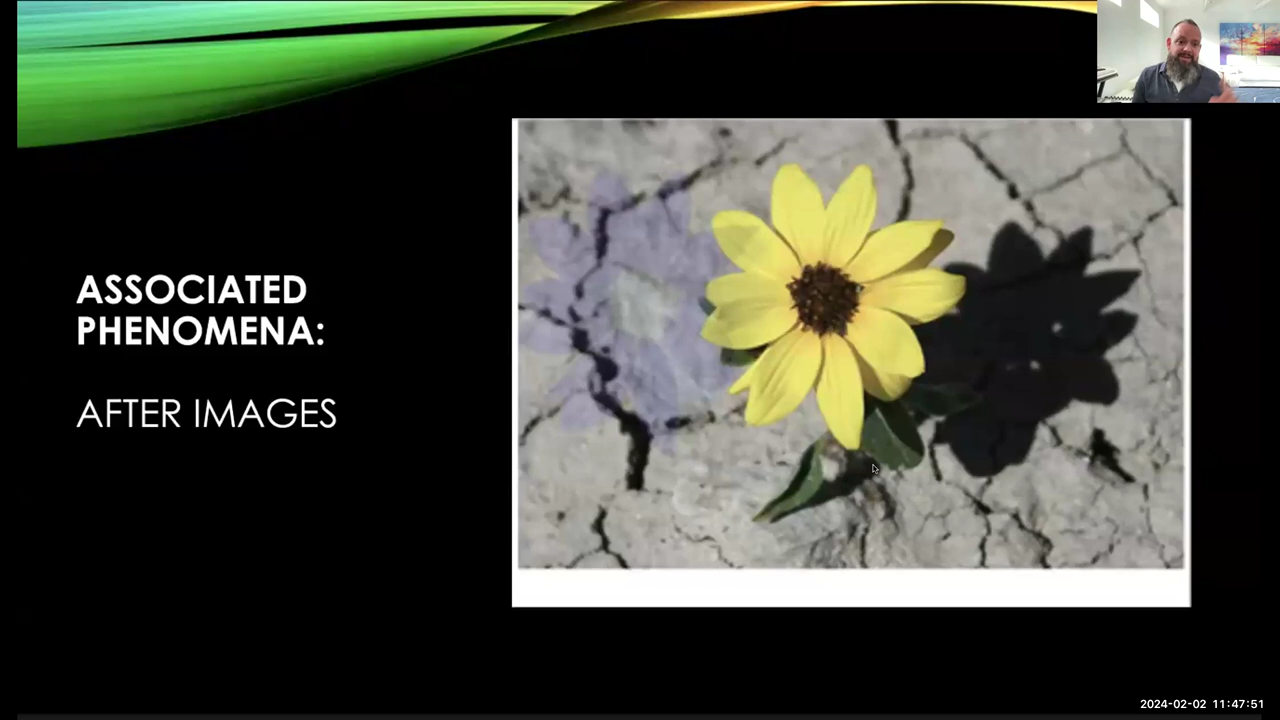 ASSOCIATED
PHENOMENA:
AFTER IMAGES
2024-02-02 11:47:51